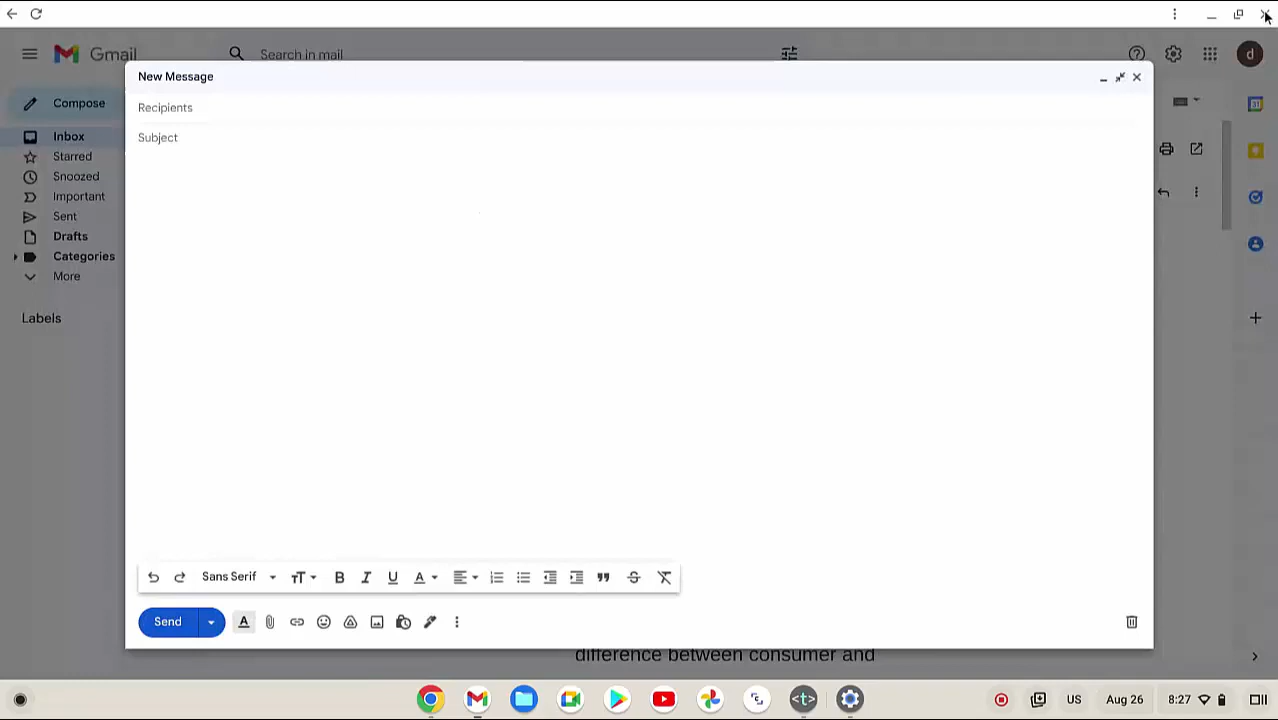 Gmail
Search in mail
d
New Message
Recipients
Subject
Compose
Inbox
Starred
Snoozed
Important
Sent
Drafts
Categories
More
Labels
31
Sans Serif
Send
difference between consumer and
<t>
US
Aug 26
8:27